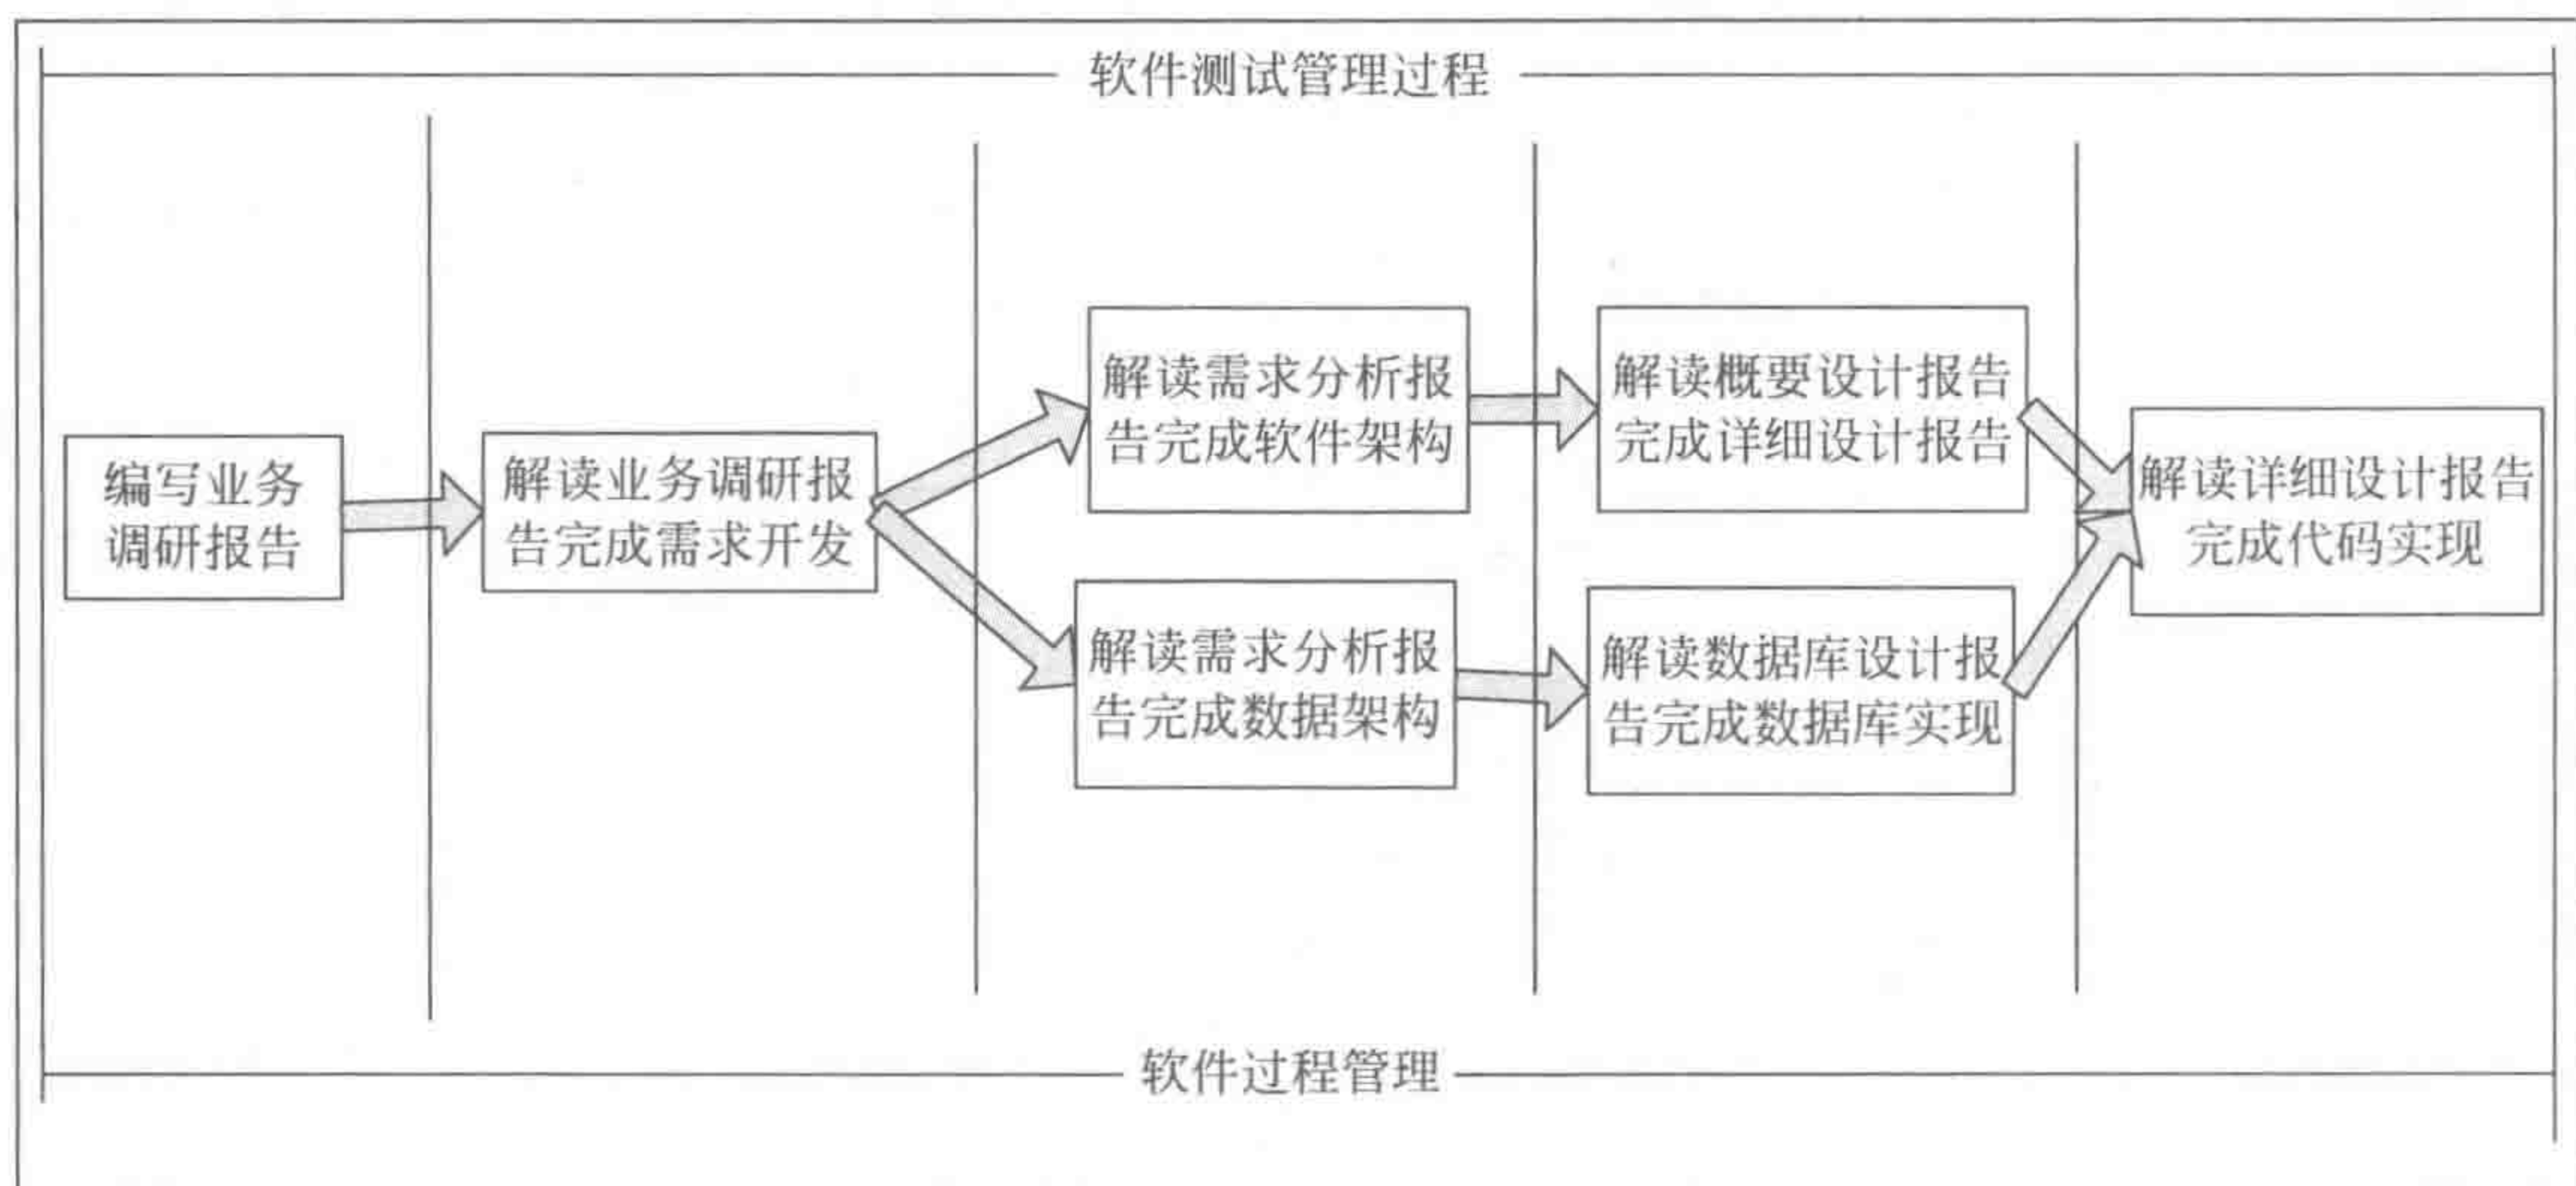 软件测试管理过程
编写业务
调研报告
解读业务调研报
告完成需求开发
解读需求分析报
告完成软件架构
解读需求分析报
告完成数据架构
解读概要设计报告
完成详细设计报告
解读数据库设计报
告完成数据库实现
解读详细设计报告
完成代码实现
软件过程管理